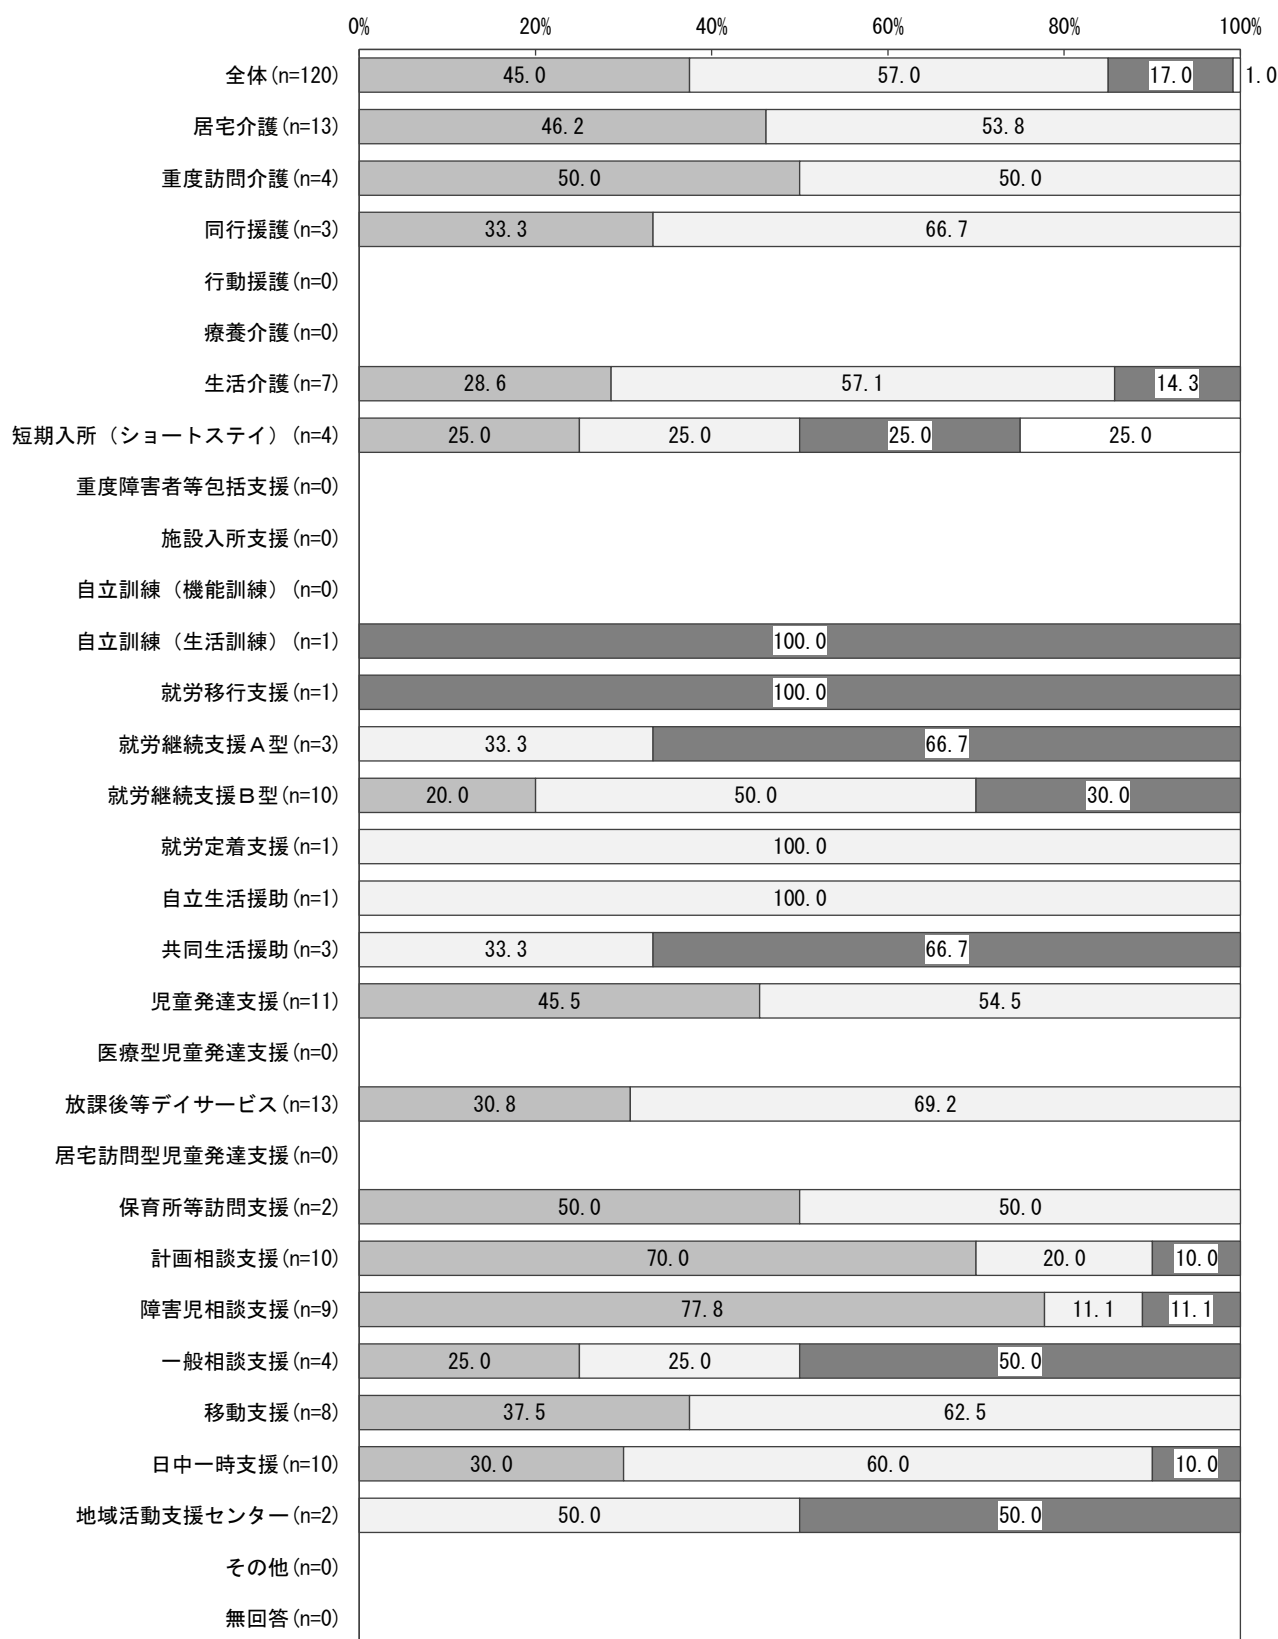 0% 20% 40% 60% 80% 100%
全体(n=120) 45.0 57.0 17.0 1.0
居宅介護(n=13) 46.2 53.8
重度訪問介護(n=4) 50.0 50.0
同行援護(n=3) 33.3 66.7
行動援護(n=0)
療養介護(n=0)
生活介護(n=7) 28.6 57.1 14.3
短期入所（ショートステイ）(n=4) 25.0 25.0 25.0 25.0
重度障害者等包括支援(n=0)
施設入所支援(n=0)
自立訓練（機能訓練）(n=0)
自立訓練（生活訓練）(n=1) 100.0
就労移行支援(n=1) 100.0
就労継続支援Ａ型(n=3) 33.3 66.7
就労継続支援Ｂ型(n=10) 20.0 50.0 30.0
就労定着支援(n=1) 100.0
自立生活援助(n=1) 100.0
共同生活援助(n=3) 33.3 66.7
児童発達支援(n=11) 45.5 54.5
医療型児童発達支援(n=0)
放課後等デイサービス(n=13) 30.8 69.2
居宅訪問型児童発達支援(n=0)
保育所等訪問支援(n=2) 50.0 50.0
計画相談支援(n=10) 70.0 20.0 10.0
障害児相談支援(n=9) 77.8 11.1 11.1
一般相談支援(n=4) 25.0 25.0 50.0
移動支援(n=8) 37.5 62.5
日中一時支援(n=10) 30.0 60.0 10.0
地域活動支援センター(n=2) 50.0 50.0
その他(n=0)
無回答(n=0)